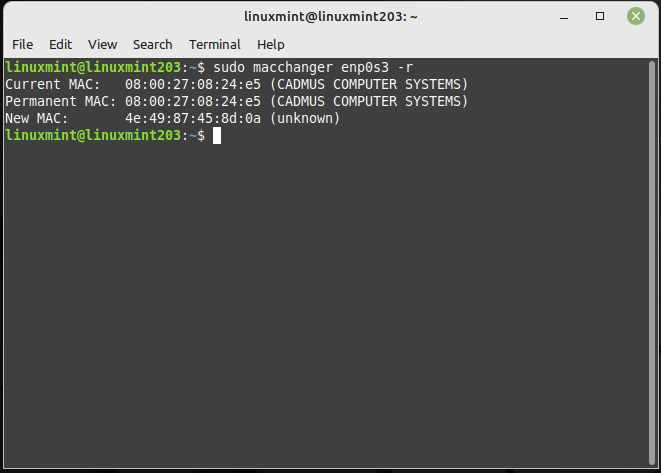 linuxmint@linuxmint203: ~
File Edit View Search Terminal Help
linuxmint@linuxmint203:~$ sudo macchanger enp0s3 -r
Current MAC:   08:00:27:08:24:e5 (CADMUS COMPUTER SYSTEMS)
Permanent MAC: 08:00:27:08:24:e5 (CADMUS COMPUTER SYSTEMS)
New MAC:       4e:49:87:45:8d:0a (unknown)
linuxmint@linuxmint203:~$